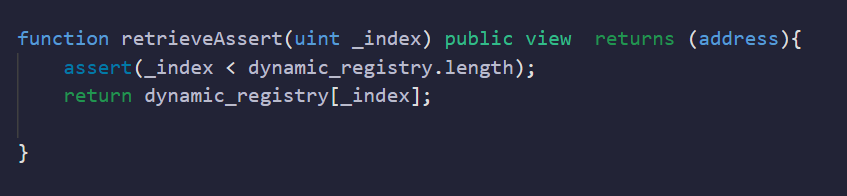 function retrieveAssert(uint _index) public view  returns (address){
    assert(_index < dynamic_registry.length);
    return dynamic_registry[_index];
}